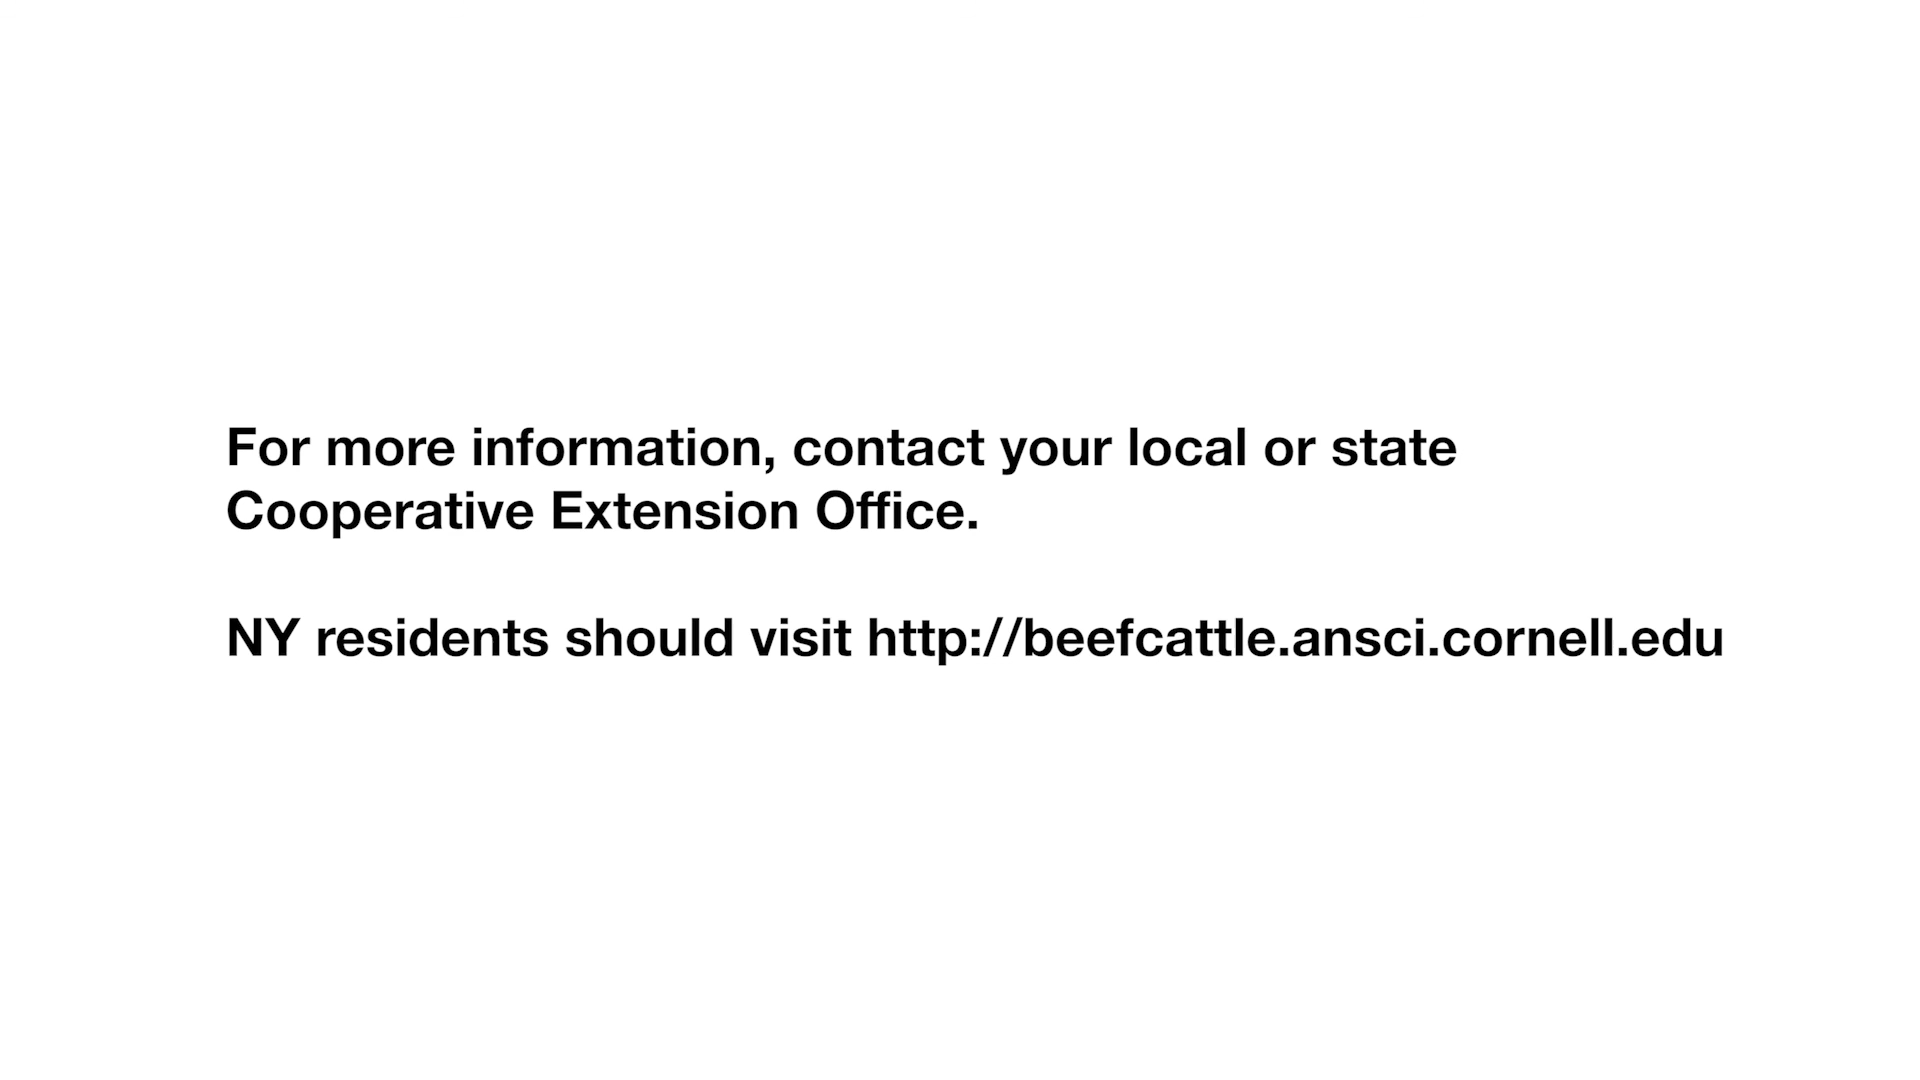 For more information, contact your local or state
Cooperative Extension Office.
NY residents should visit http://beefcattle.ansci.cornell.edu